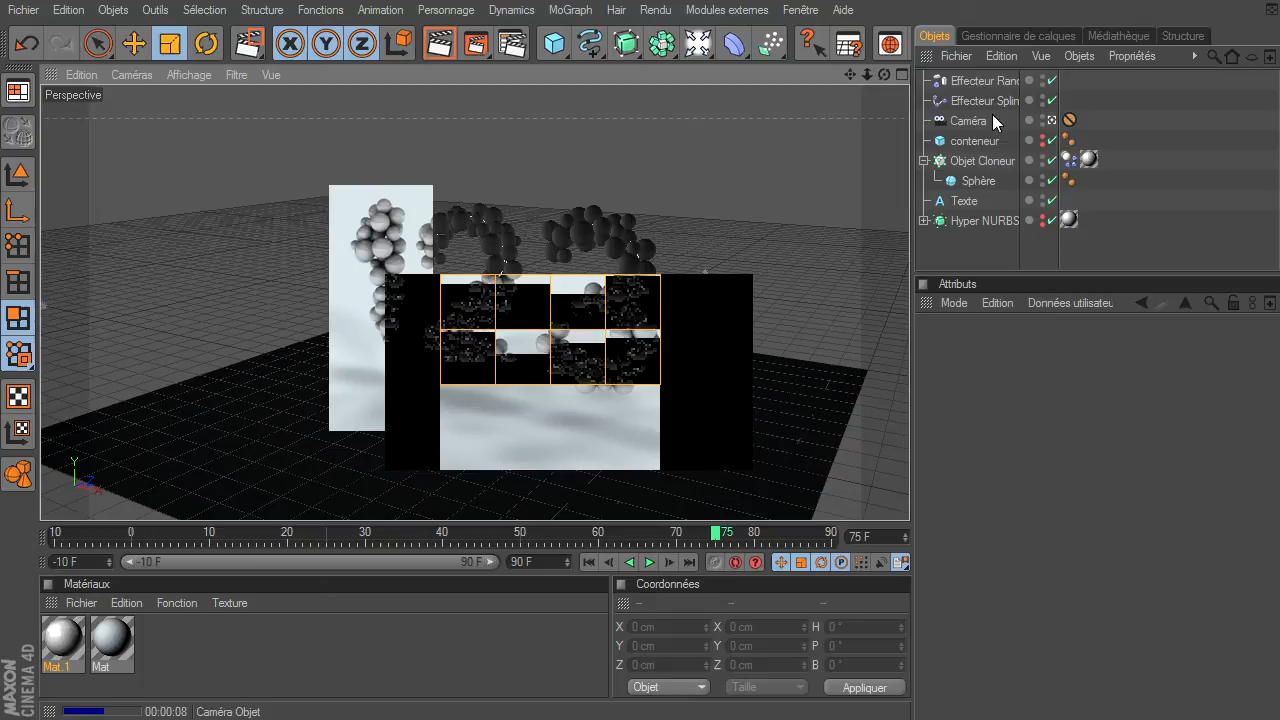 Fichier Edition Objets Outils Sélection Structure Fonctions Animation Personnage Dynamics MoGraph Hair Rendu Modules externes Fenêtre Aide
X Y Z
Objets Gestionnaire de calques Médiathèque Structure
Fichier Edition Vue Objets Propriétés
Edition Caméras Affichage Filtre Vue
Perspective
Effecteur Rand
Effecteur Splin
Caméra
conteneur
Objet Cloneur
Sphère
Texte
Hyper NURBS
Attributs
Mode Edition Données utilisateu
Y Z X
10 0 10 20 30 40 50 60 70 75 80 90 75 F
-10 F -10 F 90 F 90 F
Matériaux
Fichier Edition Fonction Texture
Mat.1 Mat
Coordonnées
-- -- --
X 0 cm X 0 cm H 0 °
Y 0 cm Y 0 cm P 0 °
Z 0 cm Z 0 cm B 0 °
Objet Taille Appliquer
MAXON CINEMA 4D
00:00:08 Caméra Objet